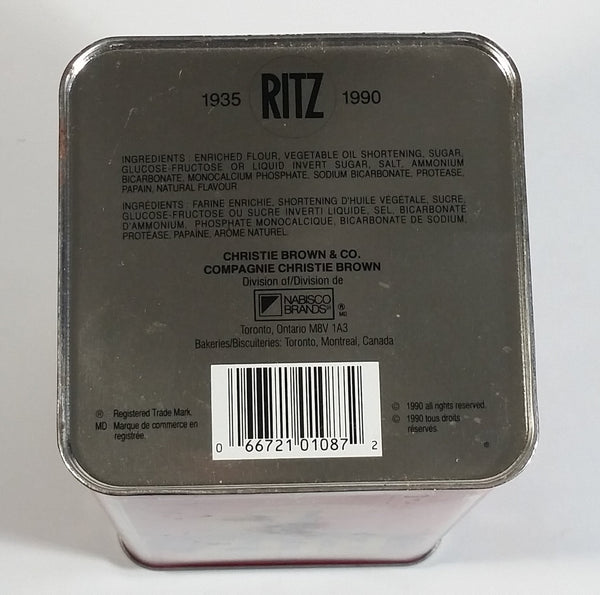 1935 RITZ 1990
INGREDIENTS : ENRICHED FLOUR, VEGETABLE OIL SHORTENING, SUGAR,
GLUCOSE-FRUCTOSE OR LIQUID INVERT SUGAR, SALT, AMMONIUM
BICARBONATE, MONOCALCIUM PHOSPHATE, SODIUM BICARBONATE, PROTEASE,
PAPAIN, NATURAL FLAVOUR
INGRÉDIENTS : FARINE ENRICHIE, SHORTENING D'HUILE VÉGÉTALE, SUCRE,
GLUCOSE-FRUCTOSE OU SUCRE INVERTI LIQUIDE, SEL, BICARBONATE
D'AMMONIUM, PHOSPHATE MONOCALCIQUE, BICARBONATE DE SODIUM,
PROTÉASE, PAPAÏNE, ARÔME NATUREL.
CHRISTIE BROWN & CO.
COMPAGNIE CHRISTIE BROWN
Division of/Division de
NABISCO
BRANDS ® MD
Toronto, Ontario M8V 1A3
Bakeries/Biscuiteries: Toronto, Montreal, Canada
® Registered Trade Mark.
MD Marque de commerce en
registrée.
0 66721 01087 2
© 1990 all rights reserved.
© 1990 tous droits
réservés.